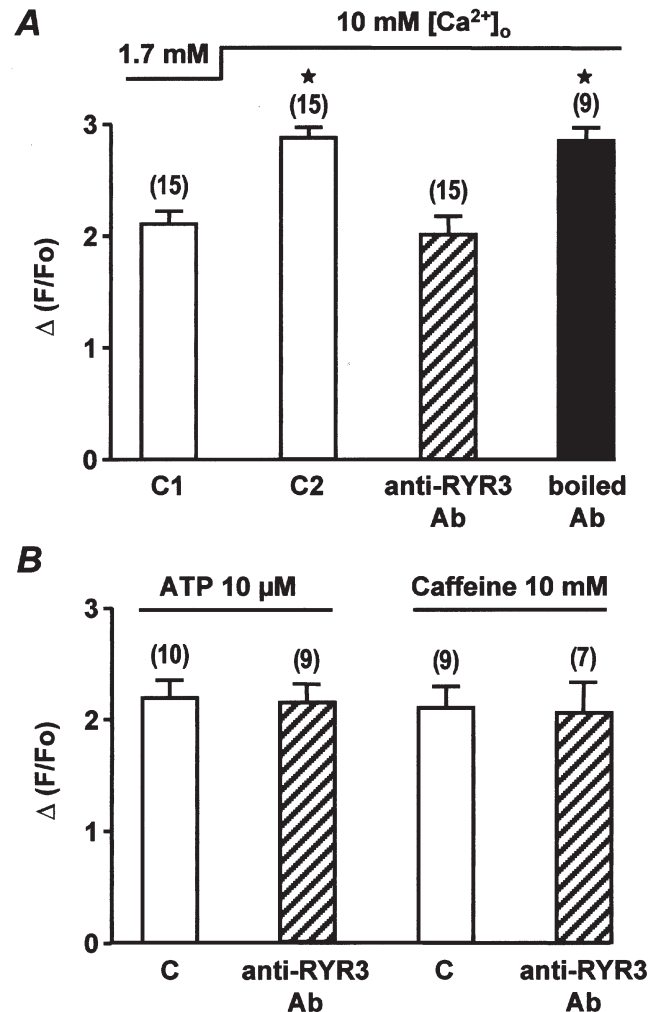 A
10 mM [Ca²⁺]ₒ
1.7 mM
★ ★
(15) (15) (15) (9)
3
2
1
0
Δ (F/Fo)
C1 C2 anti-RYR3 boiled
Ab Ab
B
ATP 10 µM Caffeine 10 mM
3
(10) (9) (9) (7)
2
1
0
Δ (F/Fo)
C anti-RYR3 C anti-RYR3
Ab Ab